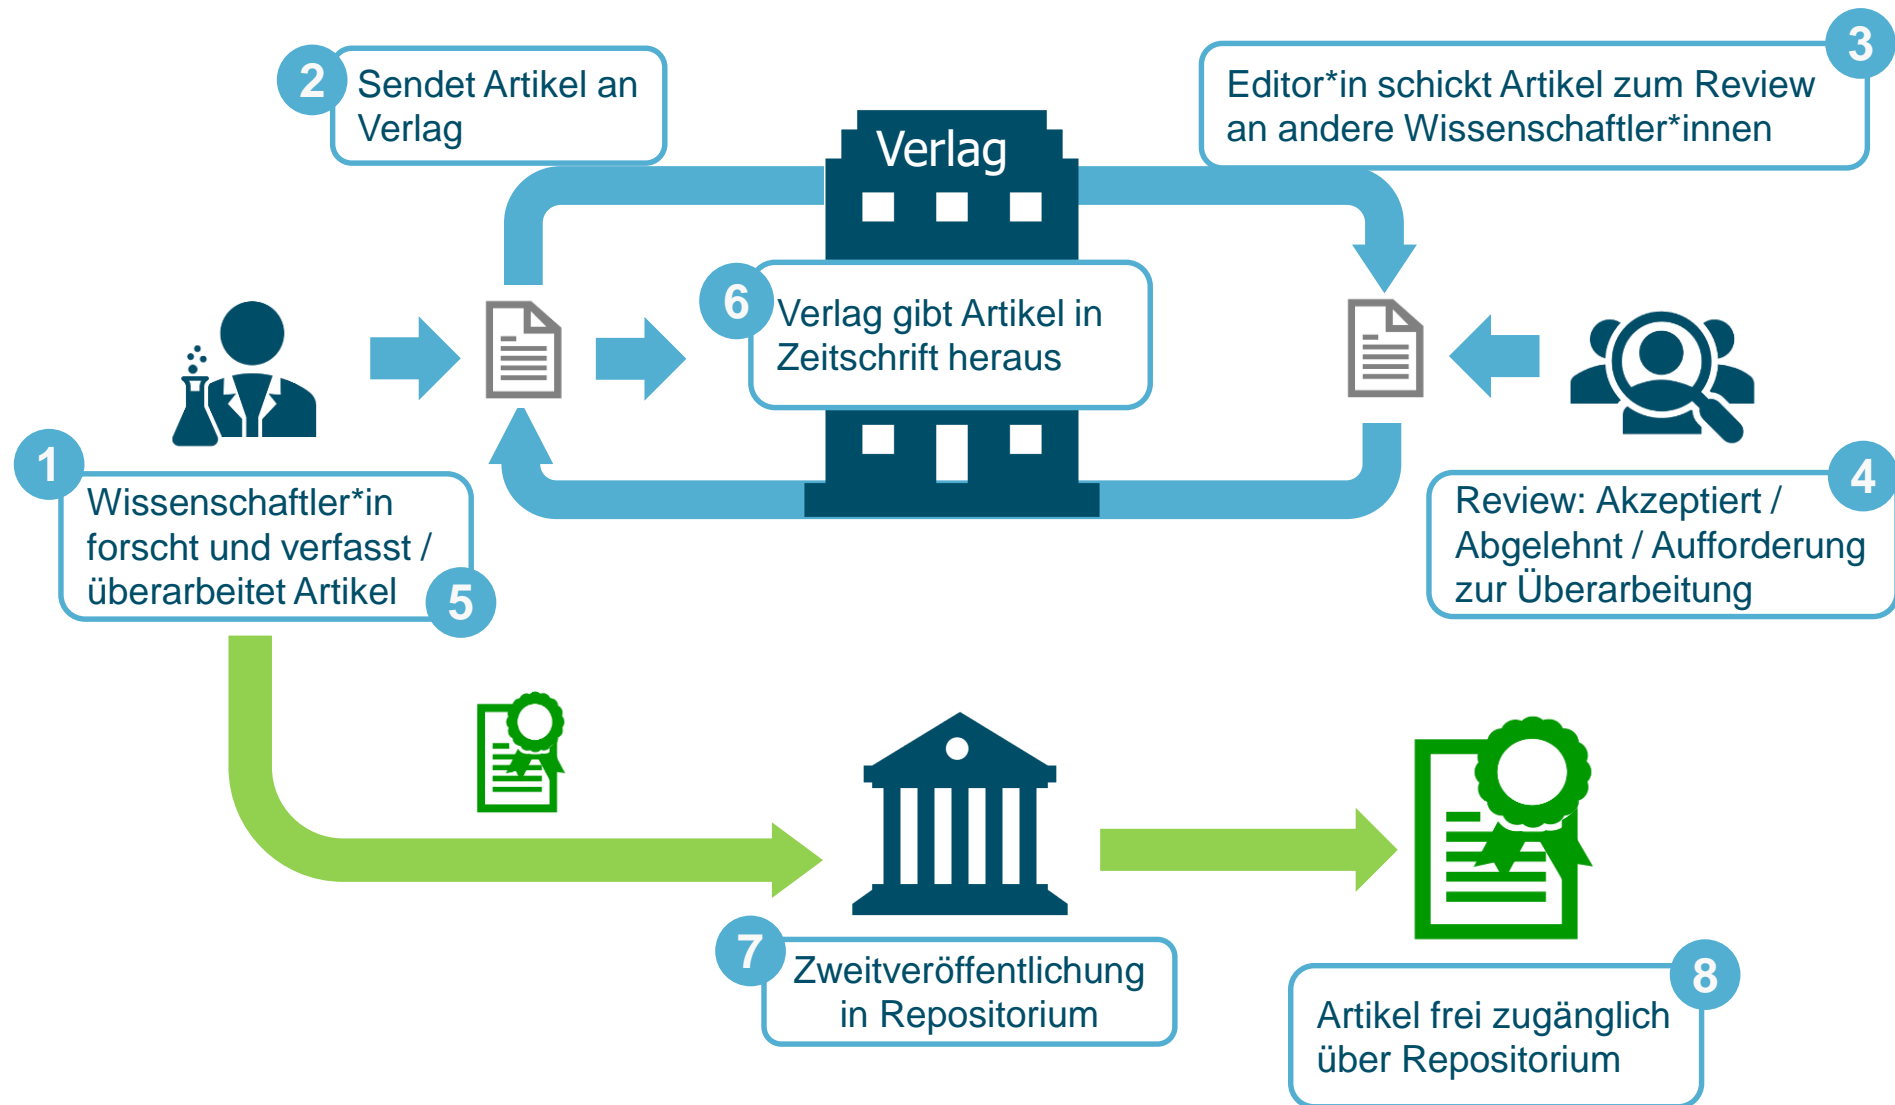 2
Sendet Artikel an
Verlag
Verlag
3
Editor*in schickt Artikel zum Review
an andere Wissenschaftler*innen
6
Verlag gibt Artikel in
Zeitschrift heraus
1
Wissenschaftler*in
forscht und verfasst /
überarbeitet Artikel
5
4
Review: Akzeptiert /
Abgelehnt / Aufforderung
zur Überarbeitung
7
Zweitveröffentlichung
in Repositorium
8
Artikel frei zugänglich
über Repositorium